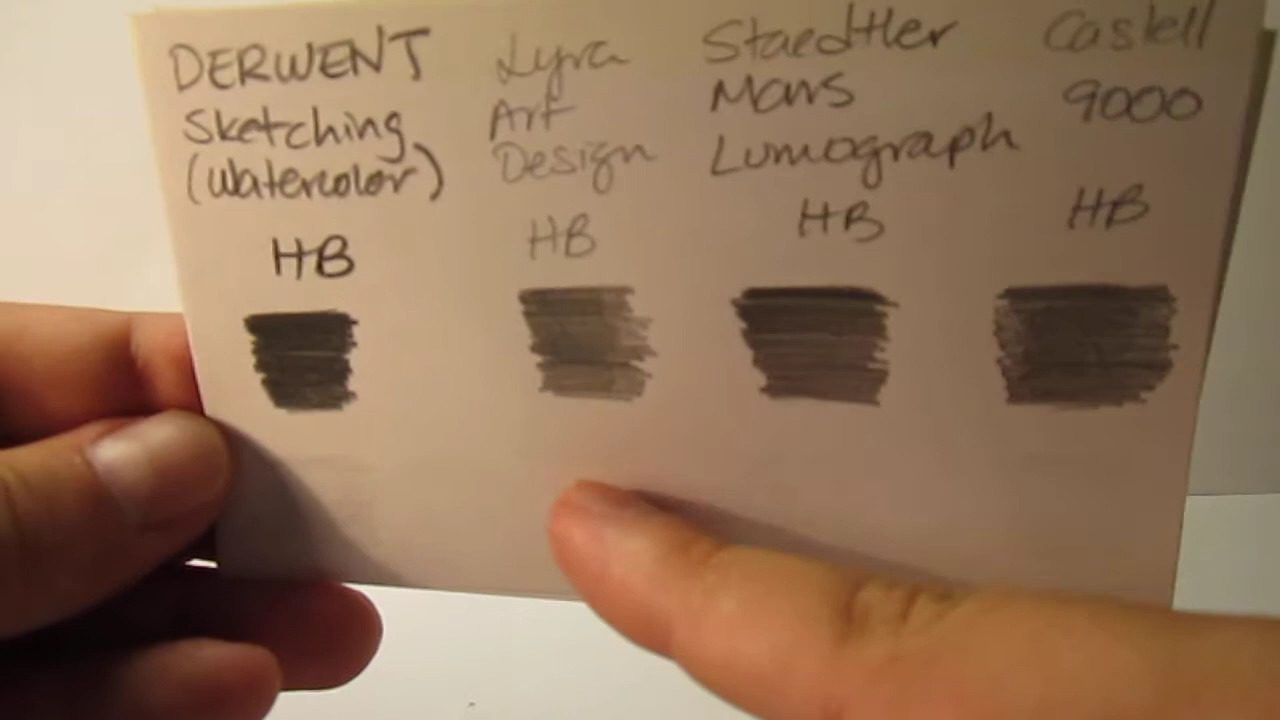 DERWENT
Sketching
(Watercolor)
HB
Lyra
Art
Design
HB
Staedtler
Mars
Lumograph
HB
Castell
9000
HB